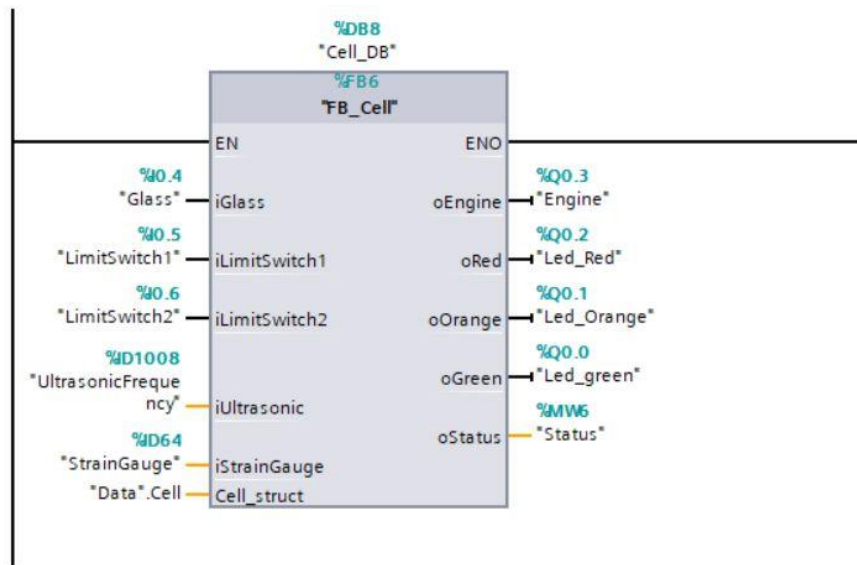 %DB8
"Cell_DB"
%FB6
"FB_Cell"
EN ENO
%I0.4 %Q0.3
"Glass" iGlass oEngine "Engine"
%I0.5 %Q0.2
"LimitSwitch1" iLimitSwitch1 oRed "Led_Red"
%I0.6 %Q0.1
"LimitSwitch2" iLimitSwitch2 oOrange "Led_Orange"
%ID1008 %Q0.0
"UltrasonicFreque oGreen "Led_green"
ncy" iUltrasonic
%MW6
oStatus "Status"
%ID64
"StrainGauge" iStrainGauge
"Data".Cell Cell_struct